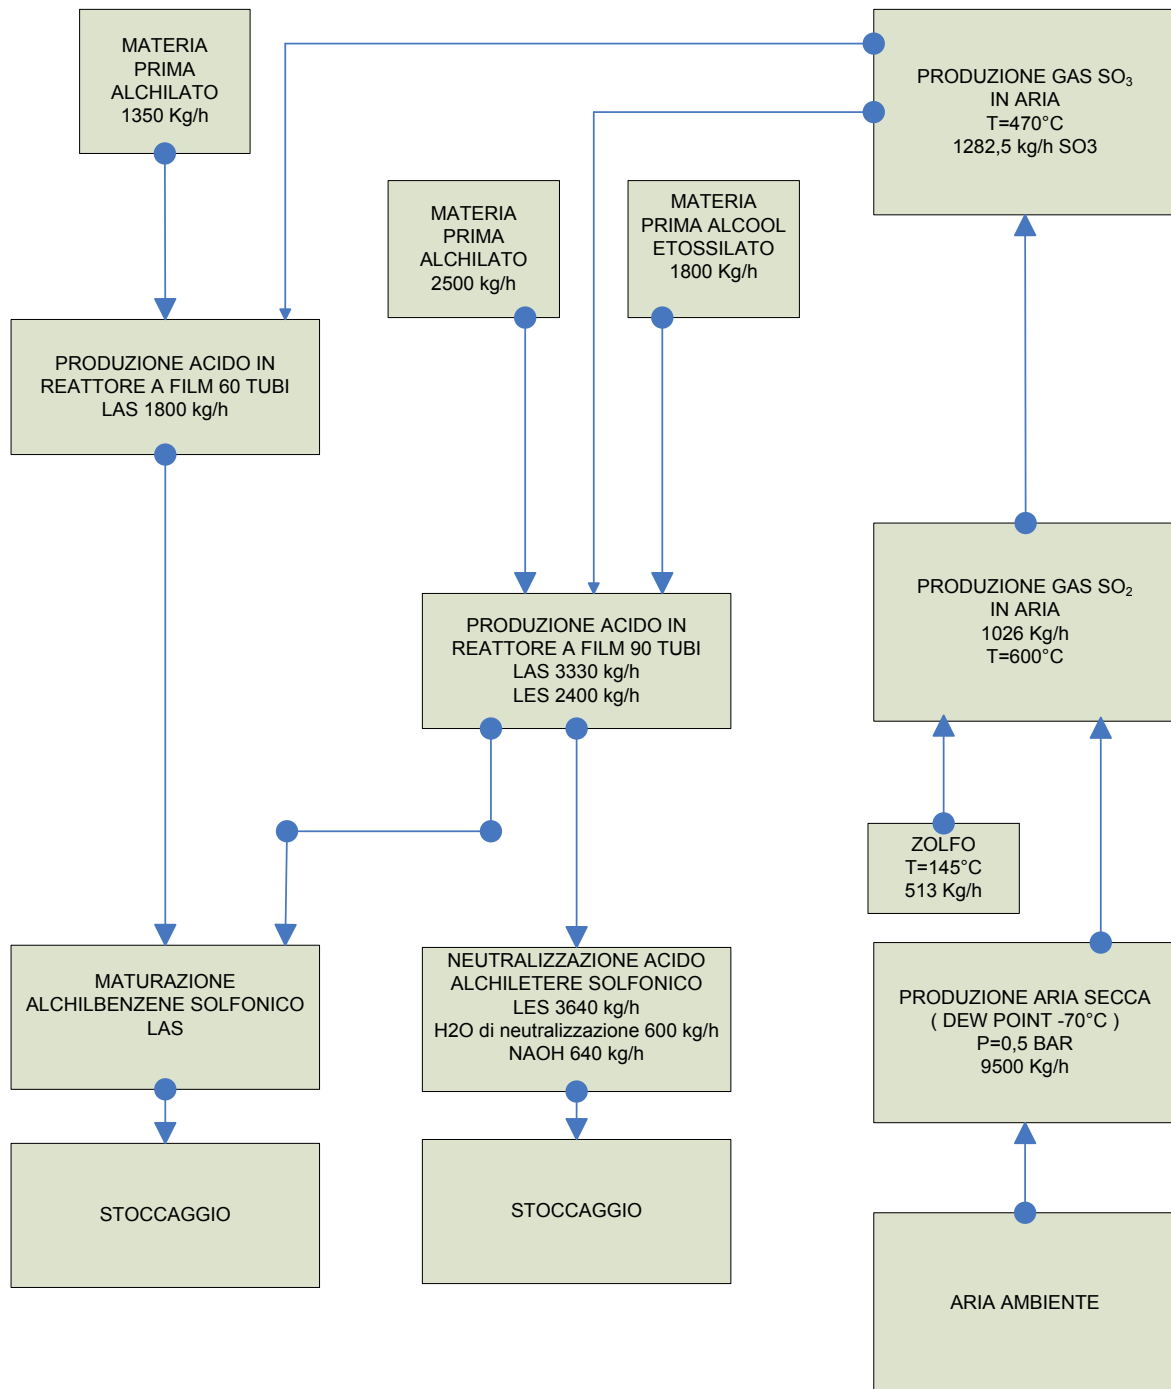 MATERIA
PRIMA
ALCHILATO
1350 Kg/h
PRODUZIONE GAS SO₃
IN ARIA
T=470°C
1282,5 kg/h SO3
MATERIA
PRIMA
ALCHILATO
2500 kg/h
MATERIA
PRIMA ALCOOL
ETOSSILATO
1800 Kg/h
PRODUZIONE ACIDO IN
REATTORE A FILM 60 TUBI
LAS 1800 kg/h
PRODUZIONE GAS SO₂
IN ARIA
1026 Kg/h
T=600°C
PRODUZIONE ACIDO IN
REATTORE A FILM 90 TUBI
LAS 3330 kg/h
LES 2400 kg/h
ZOLFO
T=145°C
513 Kg/h
MATURAZIONE
ALCHILBENZENE SOLFONICO
LAS
NEUTRALIZZAZIONE ACIDO
ALCHILETERE SOLFONICO
LES 3640 kg/h
H2O di neutralizzazione 600 kg/h
NAOH 640 kg/h
PRODUZIONE ARIA SECCA
( DEW POINT -70°C )
P=0,5 BAR
9500 Kg/h
STOCCAGGIO
STOCCAGGIO
ARIA AMBIENTE